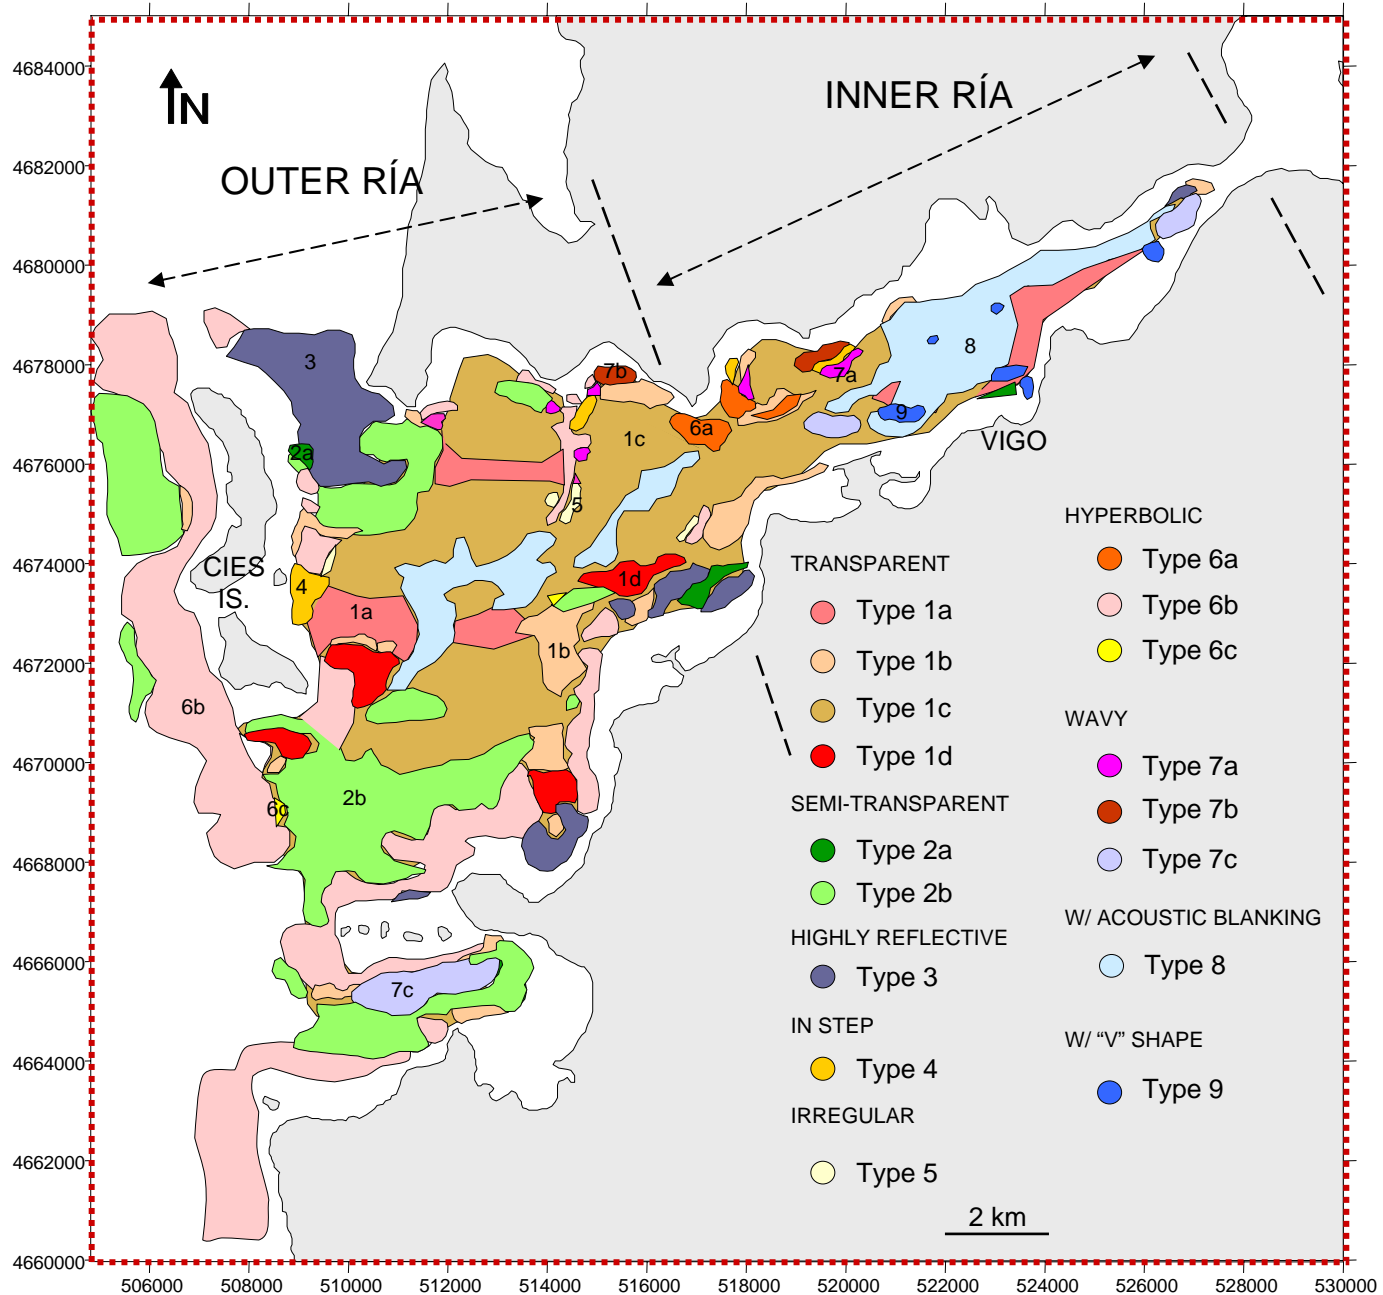 4684000
4682000
4680000
4678000
4676000
4674000
4672000
4670000
4668000
4666000
4664000
4662000
4660000
506000
508000
510000
512000
514000
516000
518000
520000
522000
524000
526000
528000
530000
N
OUTER RÍA
INNER RÍA
3
7b
7a
8
9
6a
1c
2a
5
CIES
IS.
4
1a
1d
1b
6b
2b
6c
7c
VIGO
TRANSPARENT
Type 1a
Type 1b
Type 1c
Type 1d
SEMI-TRANSPARENT
Type 2a
Type 2b
HIGHLY REFLECTIVE
Type 3
IN STEP
Type 4
IRREGULAR
Type 5
HYPERBOLIC
Type 6a
Type 6b
Type 6c
WAVY
Type 7a
Type 7b
Type 7c
W/ ACOUSTIC BLANKING
Type 8
W/ “V” SHAPE
Type 9
2 km